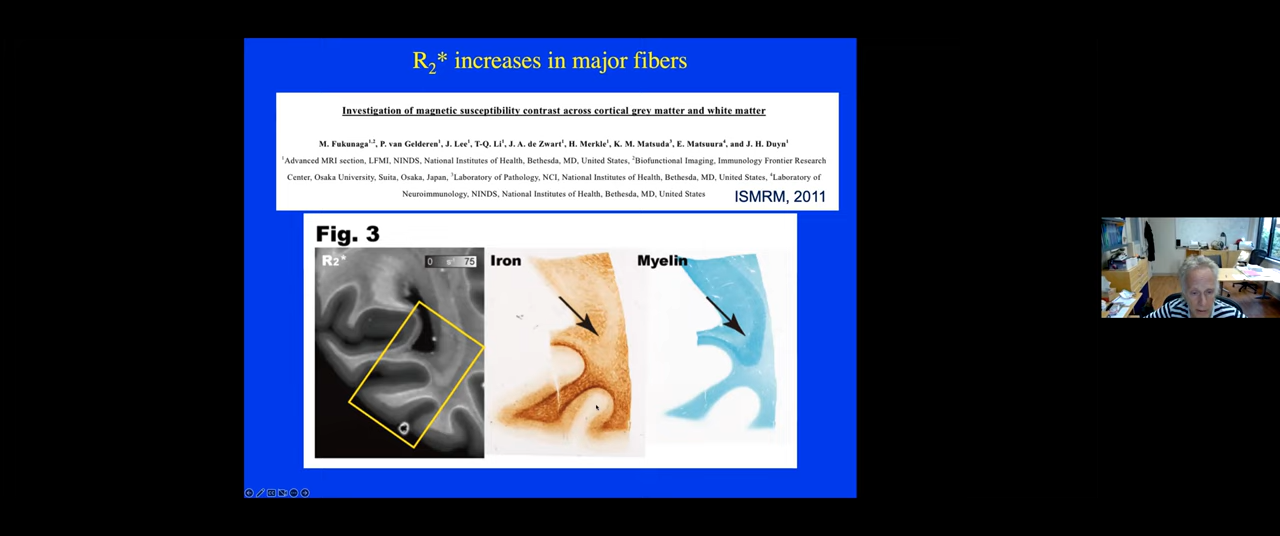 R2* increases in major fibers
Investigation of magnetic susceptibility contrast across cortical grey matter and white matter
M. Fukunaga1,2, P. van Gelderen1, J. Lee1, T-Q. Li1, J. A. de Zwart1, H. Merkle1, K. M. Matsuda3, E. Matsuura4, and J. H. Duyn1
1Advanced MRI section, LFMI, NINDS, National Institutes of Health, Bethesda, MD, United States, 2Biofunctional Imaging, Immunology Frontier Research
Center, Osaka University, Suita, Osaka, Japan, 3Laboratory of Pathology, NCI, National Institutes of Health, Bethesda, MD, United States, 4Laboratory of
Neuroimmunology, NINDS, National Institutes of Health, Bethesda, MD, United States
ISMRM, 2011
Fig. 3
R2*
0 s-1 75
Iron
Myelin